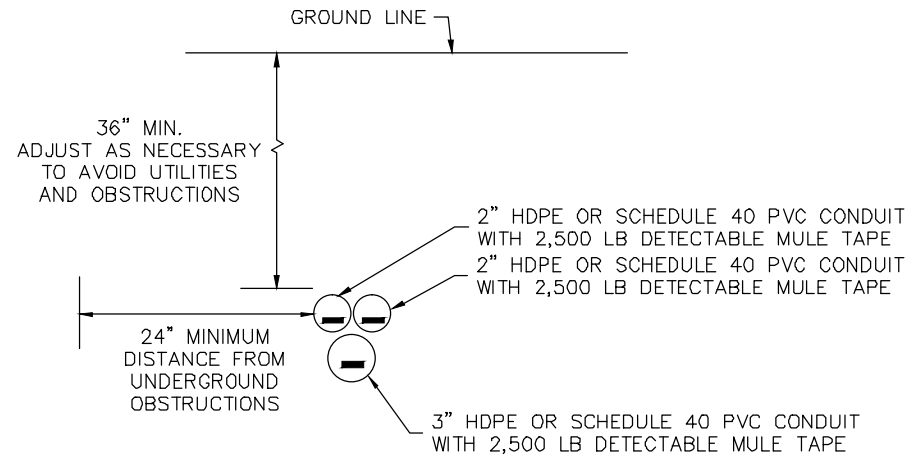 GROUND LINE
36" MIN.
ADJUST AS NECESSARY
TO AVOID UTILITIES
AND OBSTRUCTIONS
2" HDPE OR SCHEDULE 40 PVC CONDUIT
WITH 2,500 LB DETECTABLE MULE TAPE
2" HDPE OR SCHEDULE 40 PVC CONDUIT
WITH 2,500 LB DETECTABLE MULE TAPE
24" MINIMUM
DISTANCE FROM
UNDERGROUND
OBSTRUCTIONS
3" HDPE OR SCHEDULE 40 PVC CONDUIT
WITH 2,500 LB DETECTABLE MULE TAPE